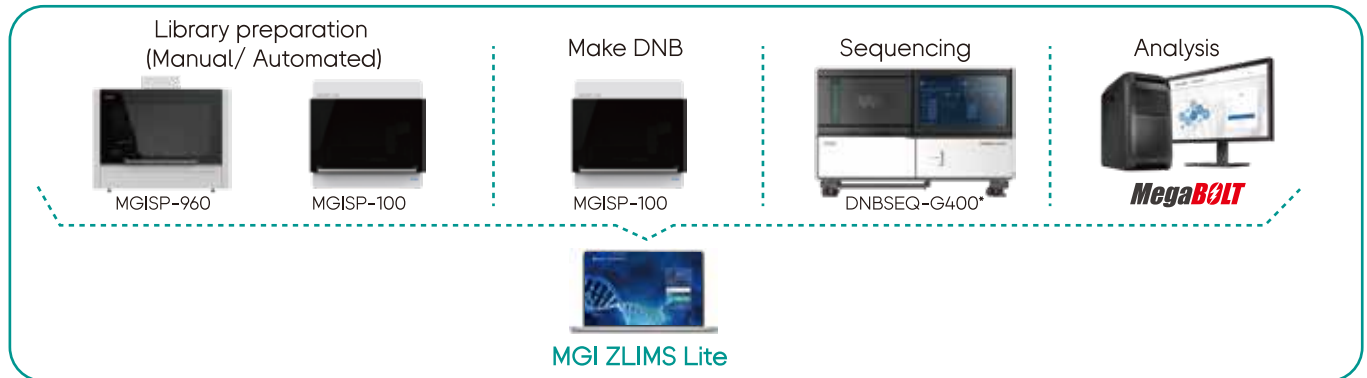 Library preparation
(Manual/ Automated)
Make DNB
Sequencing
Analysis
MGISP-960
MGISP-100
MGISP-100
DNBSEQ-G400*
MegaBOLT
MGI ZLIMS Lite